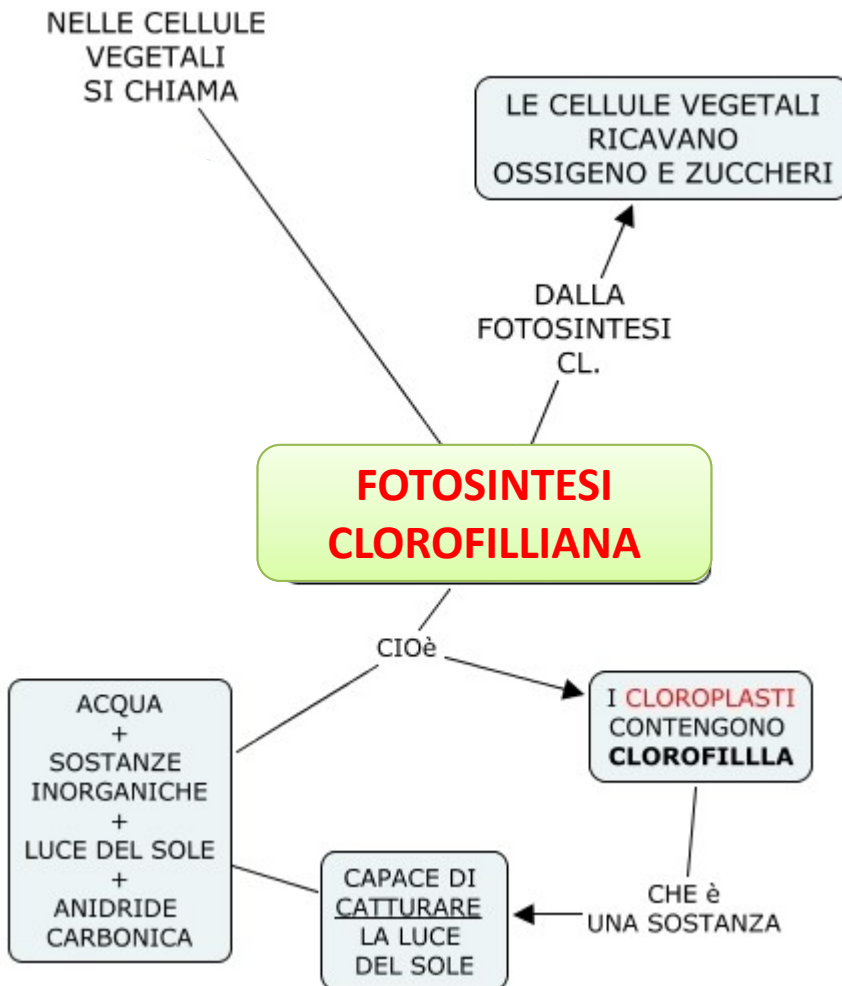 NELLE CELLULE
VEGETALI
SI CHIAMA
LE CELLULE VEGETALI
RICAVANO
OSSIGENO E ZUCCHERI
DALLA
FOTOSINTESI
CL.
FOTOSINTESI
CLOROFILLIANA
CIOè
ACQUA
+
SOSTANZE
INORGANICHE
+
LUCE DEL SOLE
+
ANIDRIDE
CARBONICA
I CLOROPLASTI
CONTENGONO
CLOROFILLLA
CHE è
UNA SOSTANZA
CAPACE DI
CATTURARE
LA LUCE
DEL SOLE